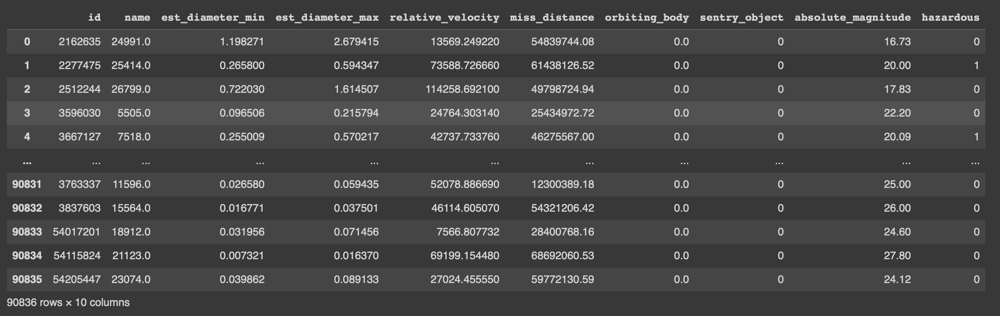 id name est_diameter_min est_diameter_max relative_velocity miss_distance orbiting_body sentry_object absolute_magnitude hazardous
0 2162635 24991.0 1.198271 2.679415 13569.249220 54839744.08 0.0 0 16.73 0
1 2277475 25414.0 0.265800 0.594347 73588.726660 61438126.52 0.0 0 20.00 1
2 2512244 26799.0 0.722030 1.614507 114258.692100 49798724.94 0.0 0 17.83 0
3 3596030 5505.0 0.096506 0.215794 24764.303140 25434972.72 0.0 0 22.20 0
4 3667127 7518.0 0.255009 0.570217 42737.733760 46275567.00 0.0 0 20.09 1
... ... ... ... ... ... ... ... ... ... ...
90831 3763337 11596.0 0.026580 0.059435 52078.886690 12300389.18 0.0 0 25.00 0
90832 3837603 15564.0 0.016771 0.037501 46114.605070 54321206.42 0.0 0 26.00 0
90833 54017201 18912.0 0.031956 0.071456 7566.807732 28400768.16 0.0 0 24.60 0
90834 54115824 21123.0 0.007321 0.016370 69199.154480 68692060.53 0.0 0 27.80 0
90835 54205447 23074.0 0.039862 0.089133 27024.455550 59772130.59 0.0 0 24.12 0
90836 rows × 10 columns